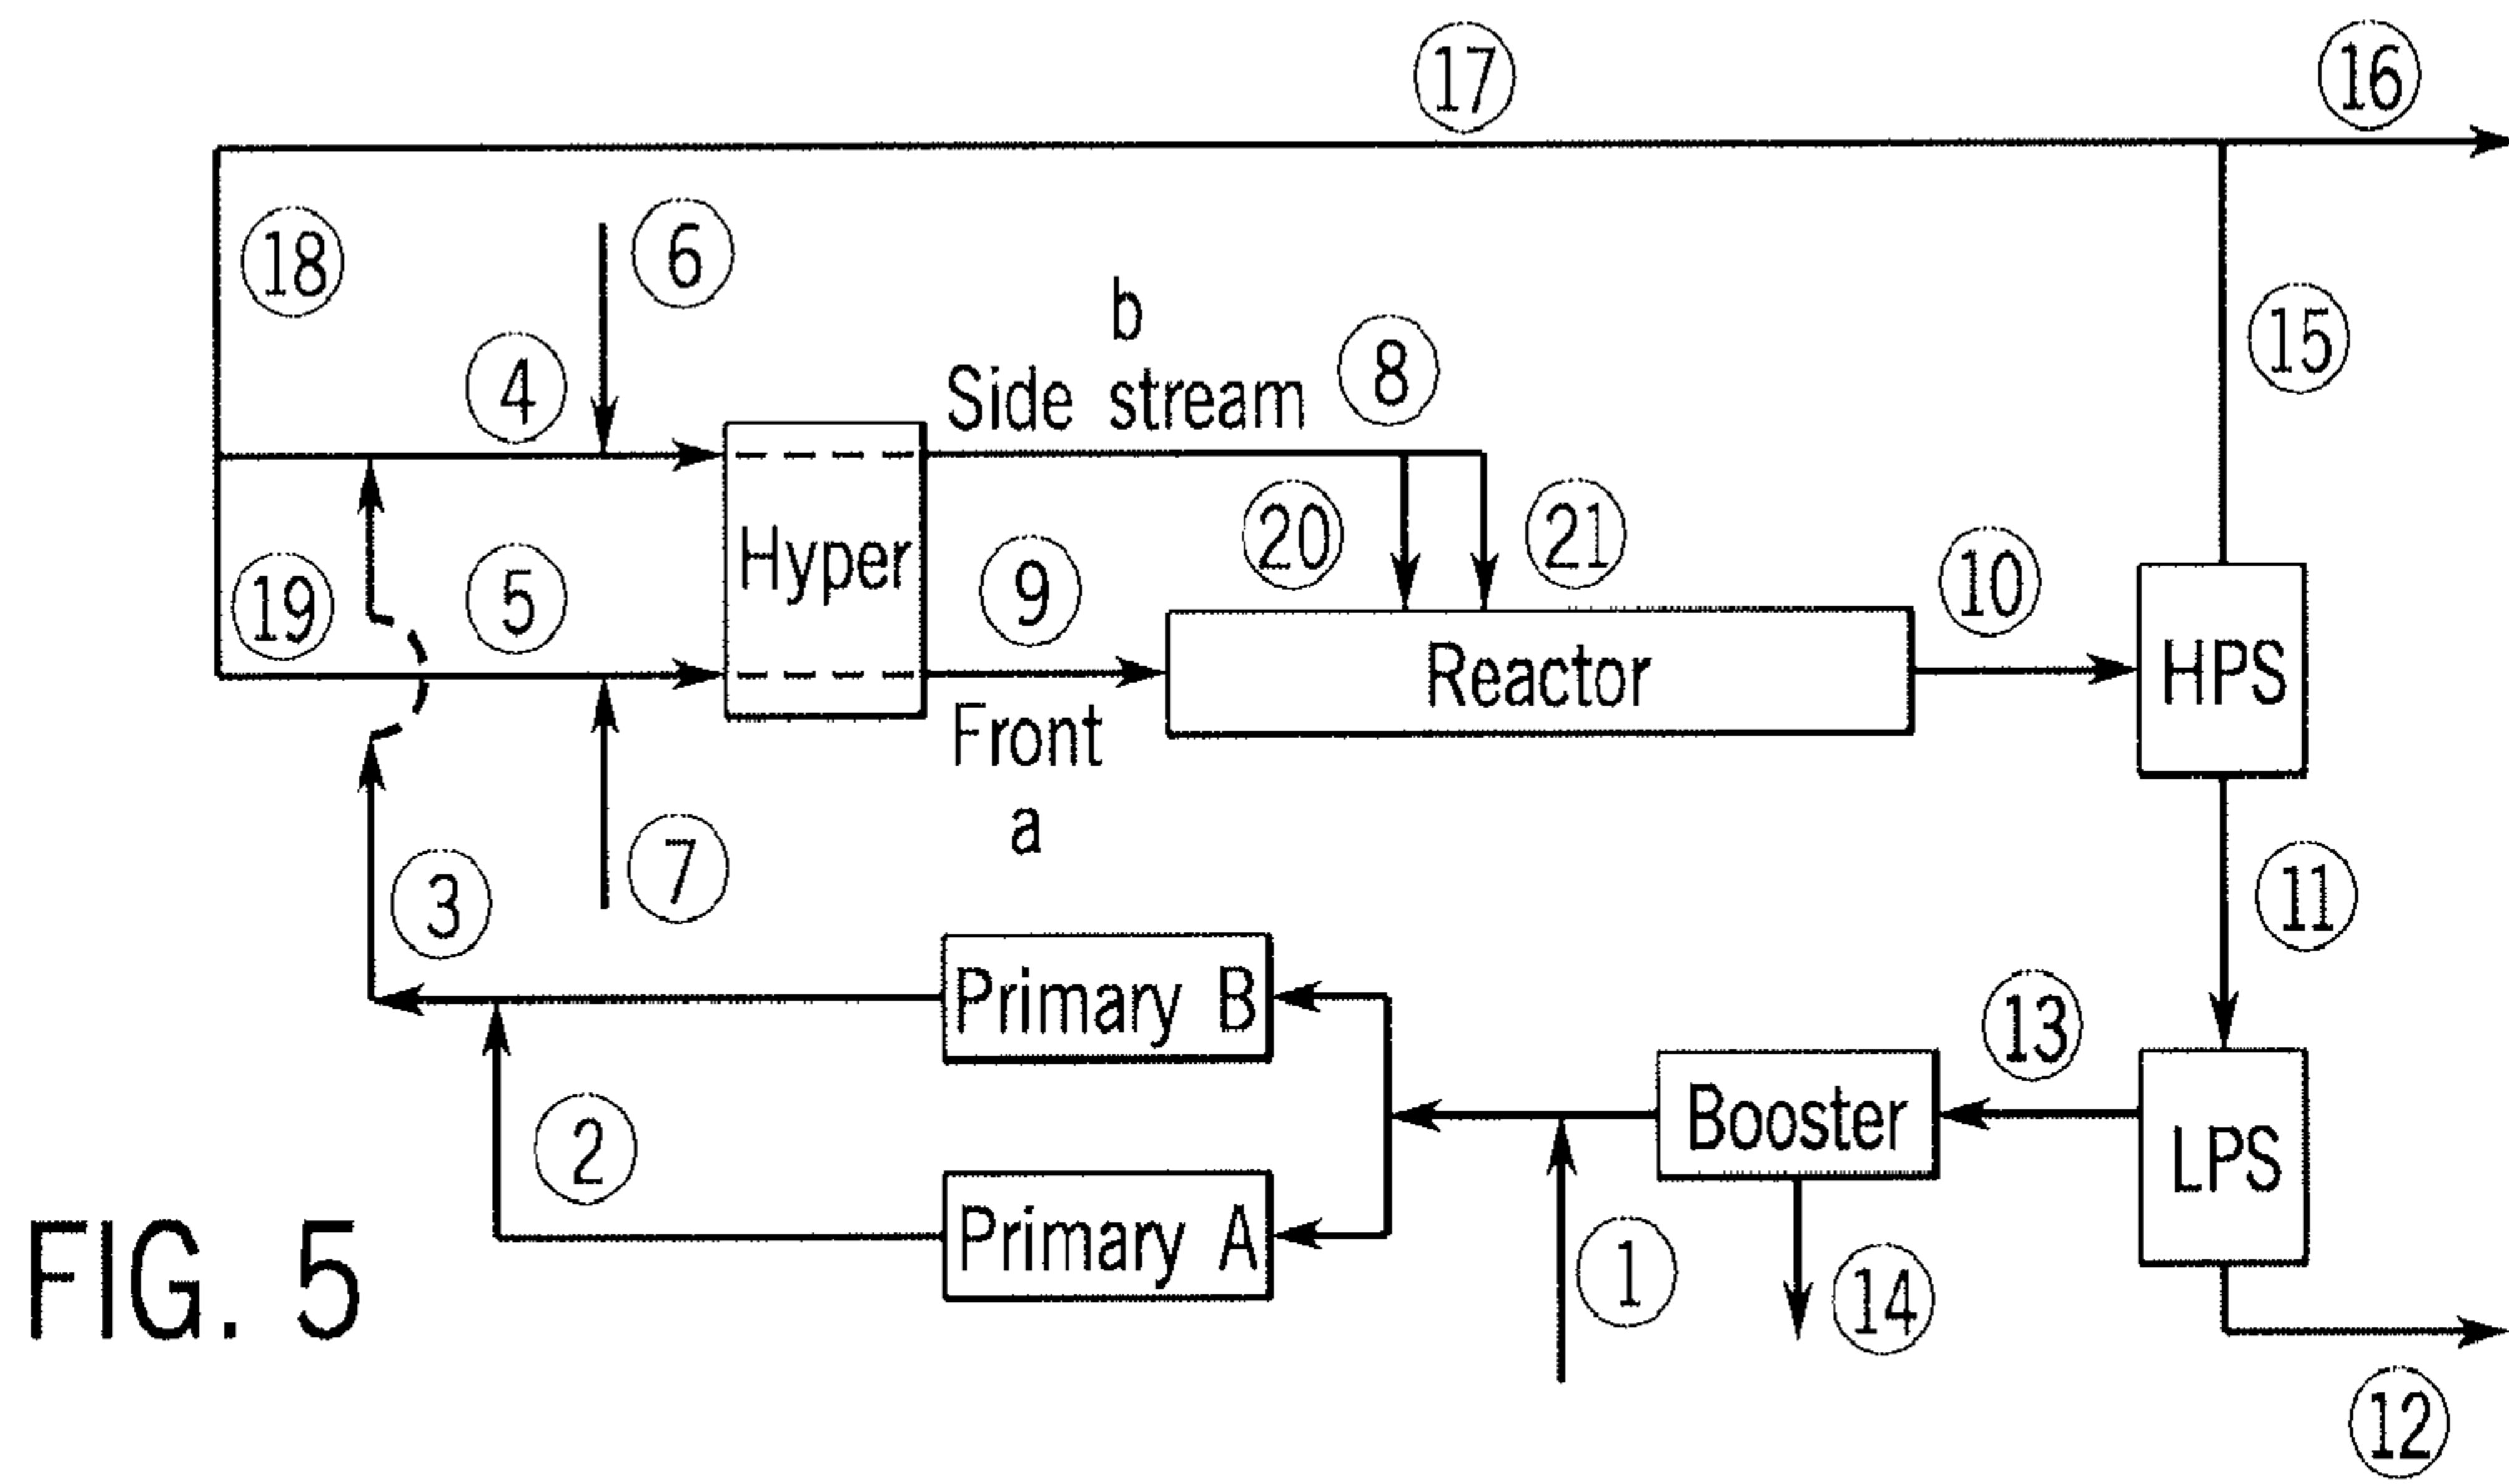 17
16
18
6
b
4
Side stream
8
15
Hyper
20
21
19
5
9
10
Reactor
HPS
Front
a
3
7
11
Primary B
13
2
Booster
LPS
Primary A
1
14
FIG. 5
12